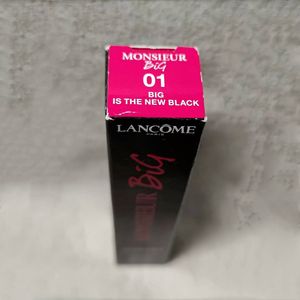 MONSIEUR
BiG
01
BIG
IS THE NEW BLACK
LANCÔME
PARIS
MONSIEUR BiG